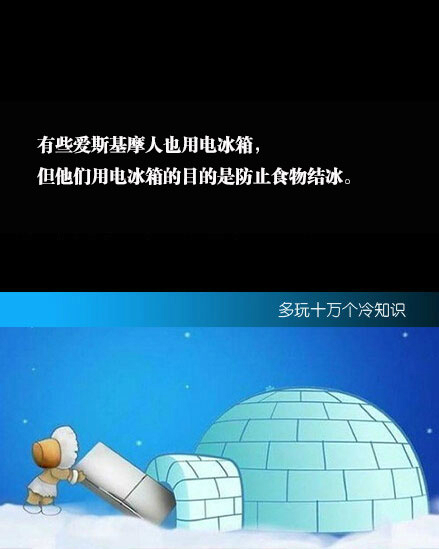 有些爱斯基摩人也用电冰箱，
但他们用电冰箱的目的是防止食物结冰。
多玩十万个冷知识